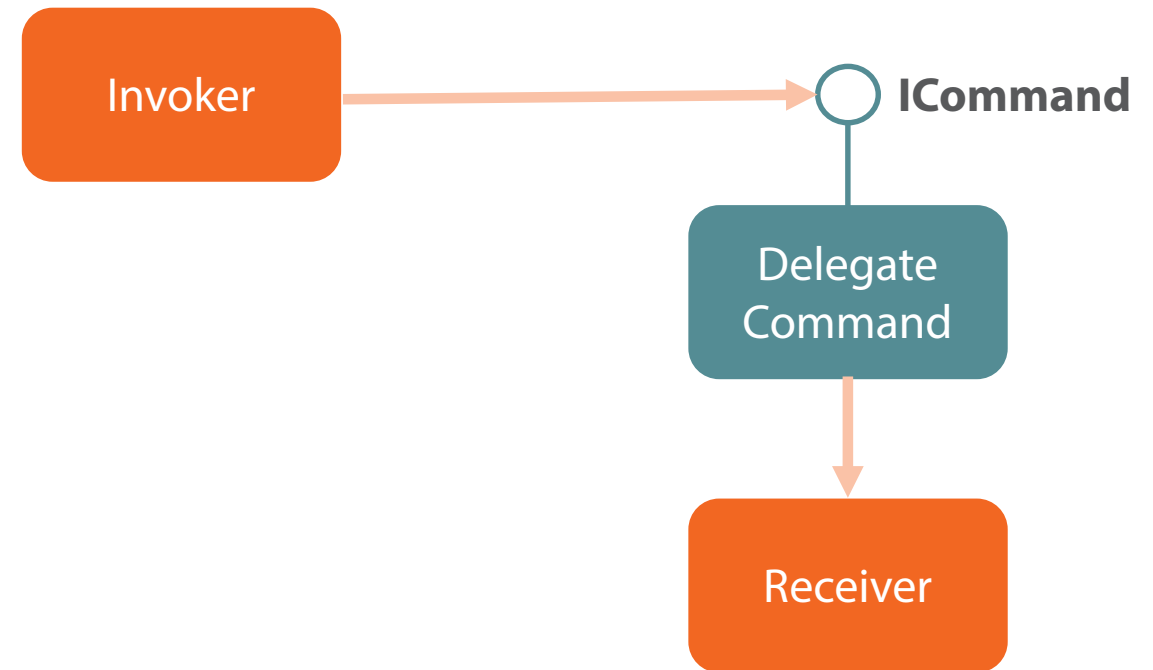 Invoker
ICommand
Delegate
Command
Receiver